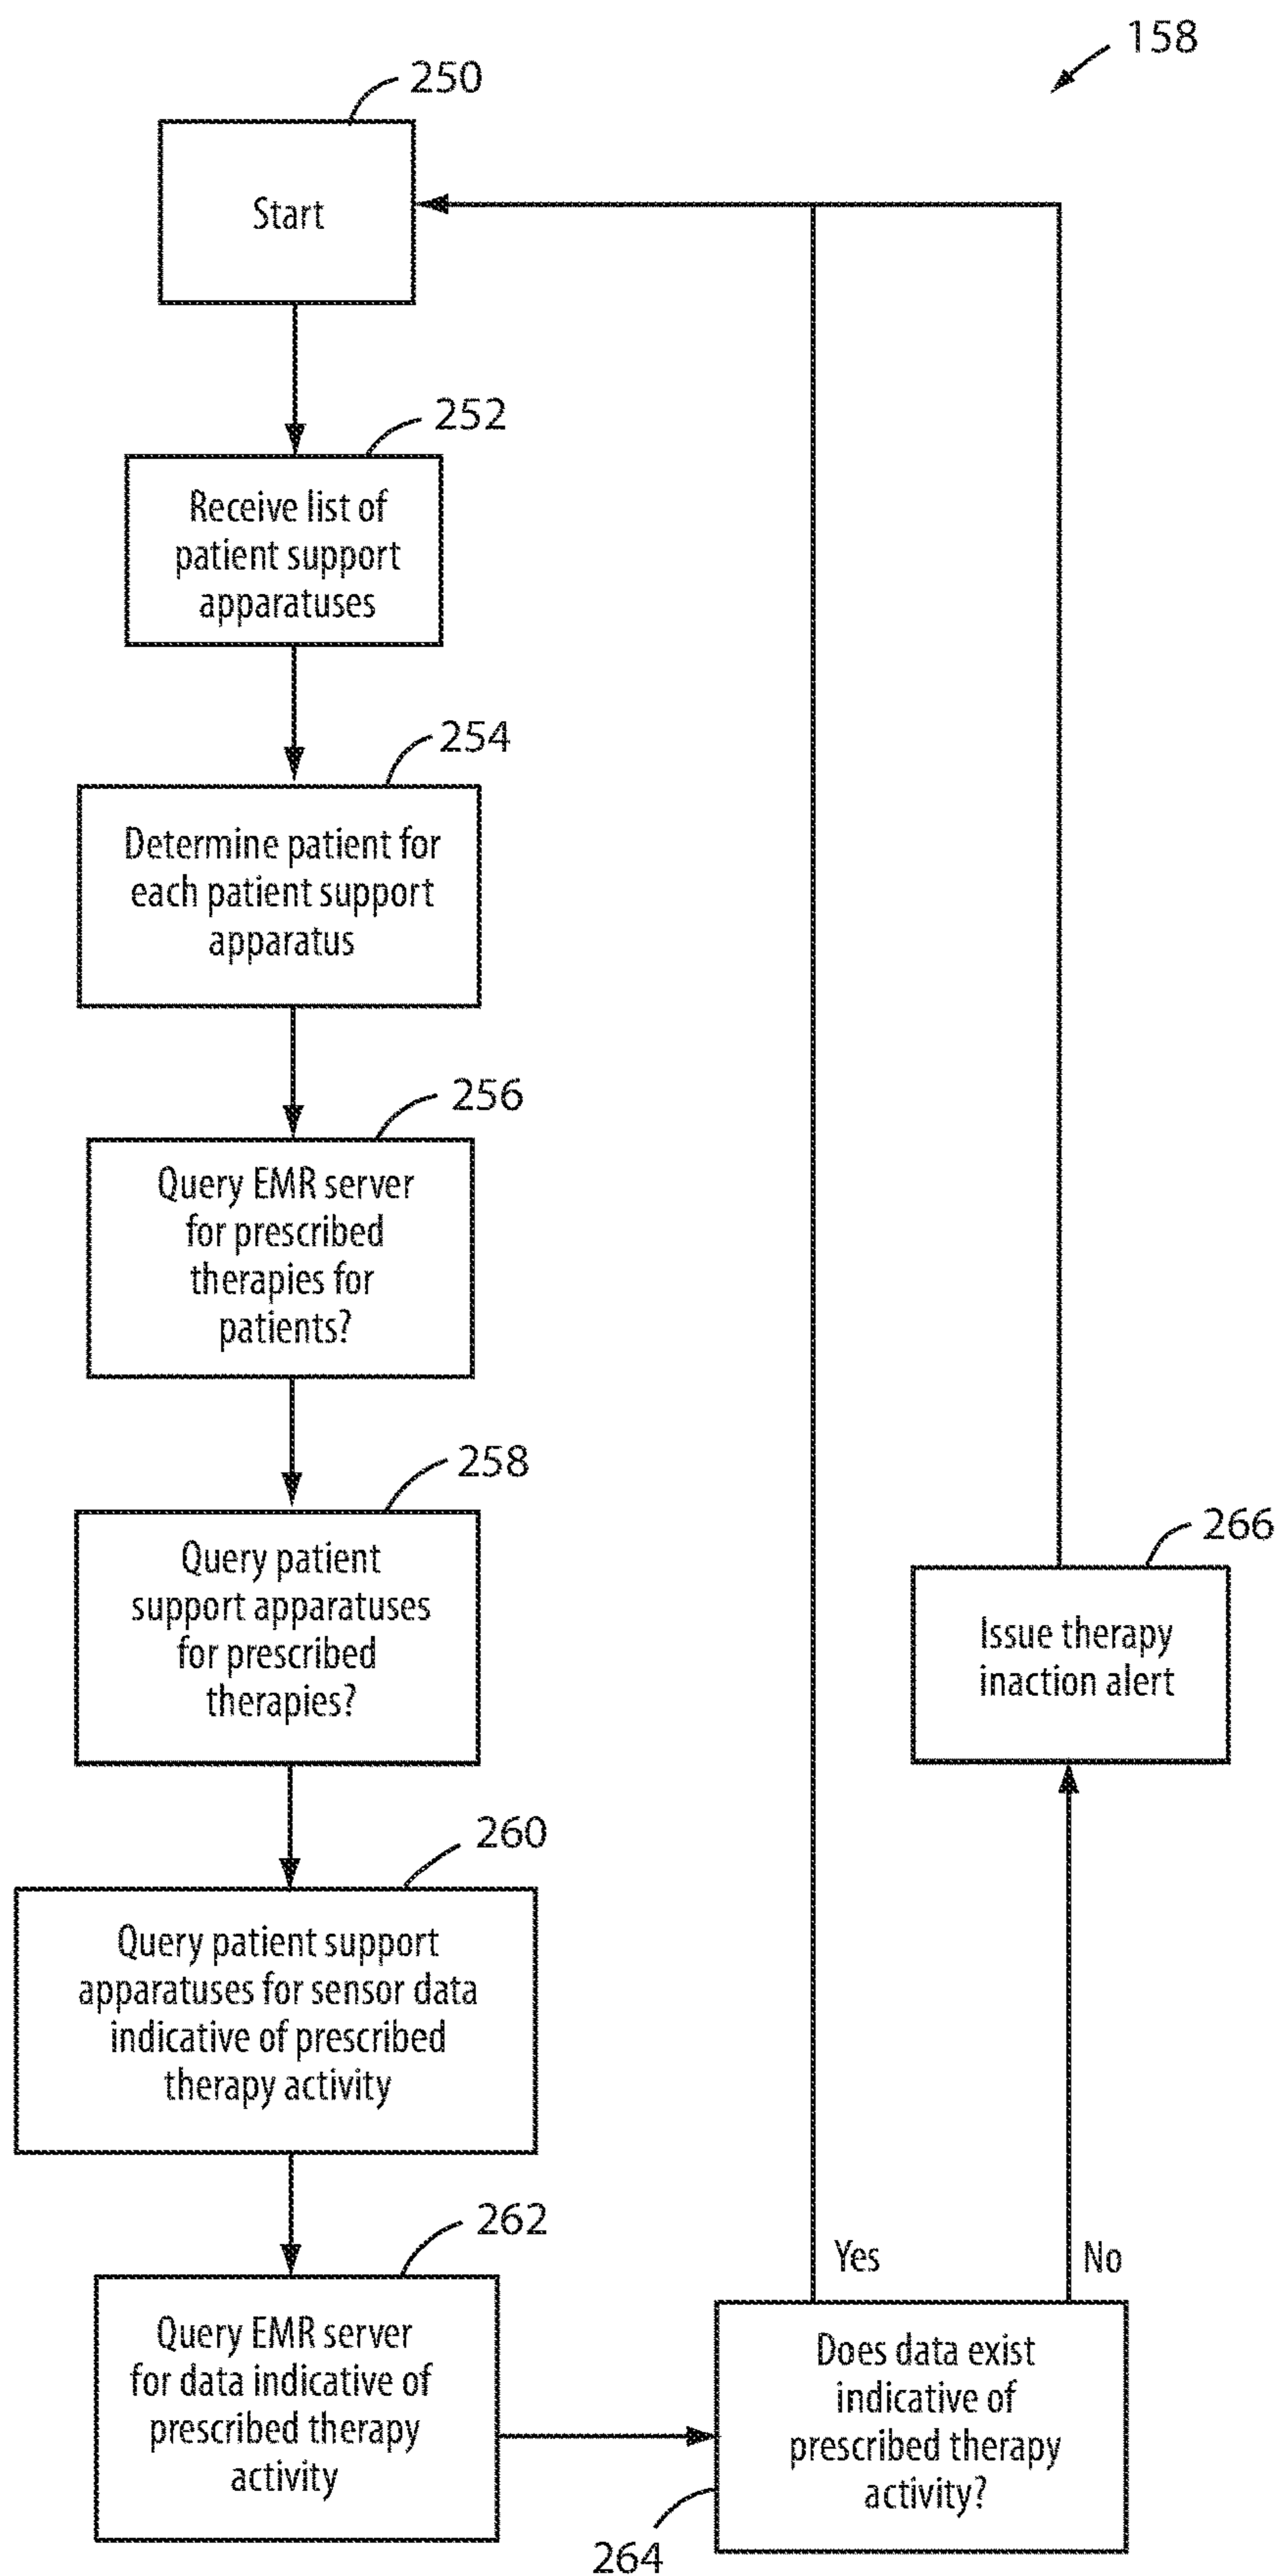 158
250
Start
252
Receive list of
patient support
apparatuses
254
Determine patient for
each patient support
apparatus
256
Query EMR server
for prescribed
therapies for
patients?
258
Query patient
support apparatuses
for prescribed
therapies?
266
Issue therapy
inaction alert
260
Query patient support
apparatuses for sensor data
indicative of prescribed
therapy activity
262
Query EMR server
for data indicative of
prescribed therapy
activity
Yes
No
Does data exist
indicative of
prescribed therapy
activity?
264